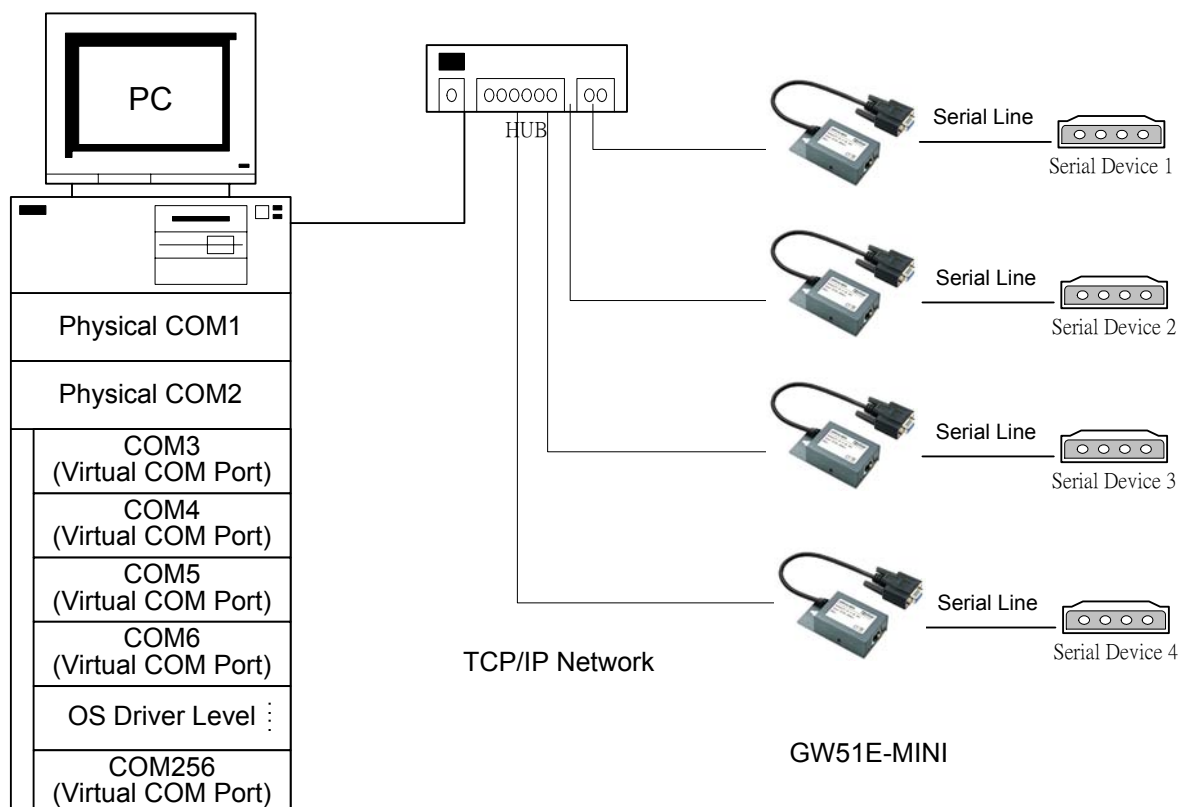 PC
HUB
Serial Line
Serial Device 1
Serial Line
Serial Device 2
Serial Line
Serial Device 3
Serial Line
Serial Device 4
Physical COM1
Physical COM2
COM3
(Virtual COM Port)
COM4
(Virtual COM Port)
COM5
(Virtual COM Port)
COM6
(Virtual COM Port)
OS Driver Level
COM256
(Virtual COM Port)
TCP/IP Network
GW51E-MINI